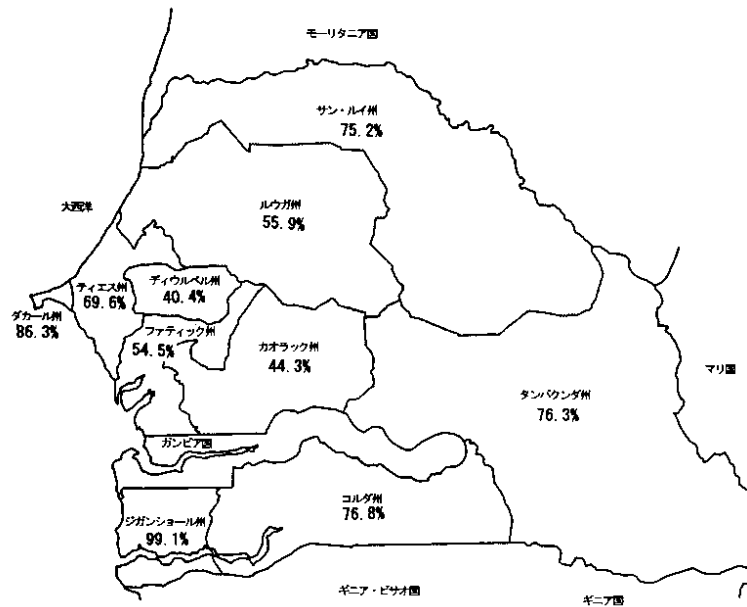 モーリタニア国
サン・ルイ州
75.2%
ルウガ州
55.9%
大西洋
ティエス州
69.6%
ディウルベル州
40.4%
ダカール州
86.3%
ファティック州
54.5%
カオラック州
44.3%
マリ国
タンバクンダ州
76.3%
ガンビア国
コルダ州
76.8%
ジガンショール州
99.1%
ギニア・ビサオ国
ギニア国